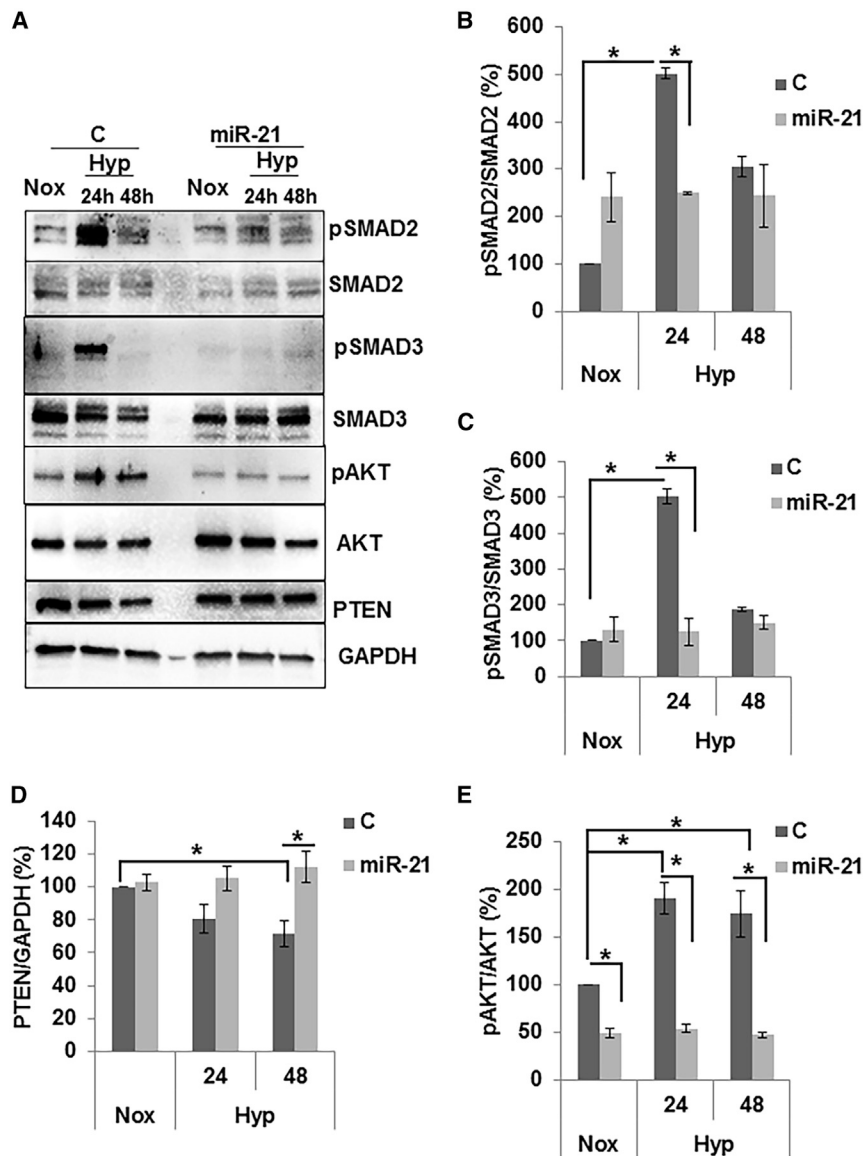 A
C
miR-21
Hyp
Hyp
Nox
Nox
24h 48h
24h 48h
pSMAD2
SMAD2
pSMAD3
SMAD3
pAKT
AKT
PTEN
GAPDH
B
pSMAD2/SMAD2 (%)
600
500
400
300
200
100
0
*
*
C
miR-21
24
48
Nox
Hyp
C
pSMAD3/SMAD3 (%)
600
500
400
300
200
100
0
*
*
C
miR-21
24
48
Nox
Hyp
D
PTEN/GAPDH (%)
140
120
100
80
60
40
20
0
*
*
C
miR-21
24
48
Nox
Hyp
E
pAKT/AKT (%)
250
200
150
100
50
0
*
*
*
*
*
C
miR-21
24
48
Nox
Hyp